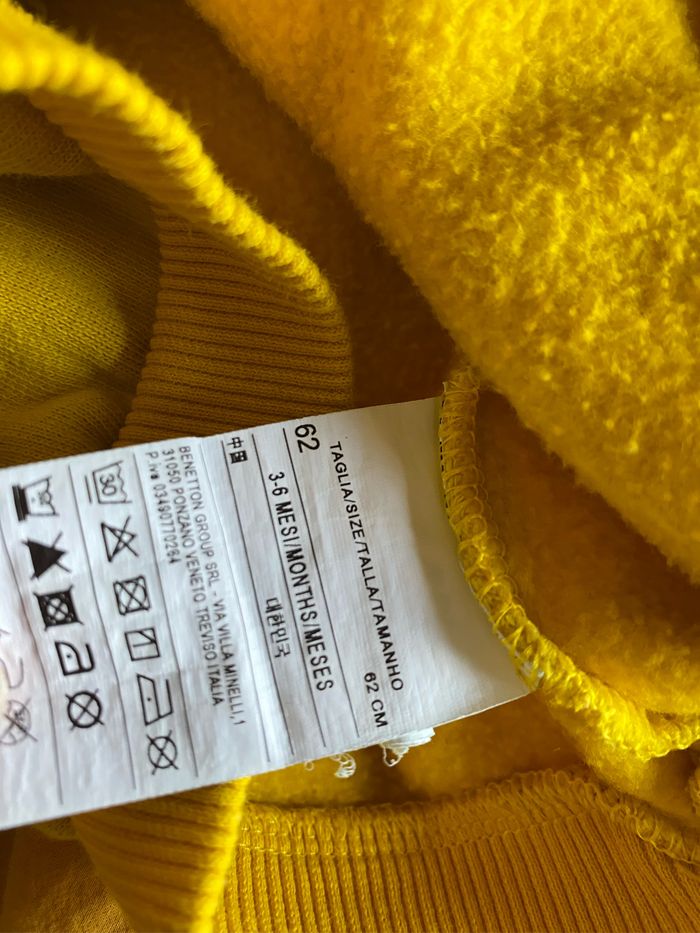 TAGLIA/SIZE/TALLA/TAMANHO
62 62 CM
3-6 MESI/MONTHS/MESES
中国 대한민국
BENETTON GROUP SRL - VIA VILLA MINELLI,1
31050 PONZANO VENETO TREVISO ITALIA
P.iva 03490770264
30